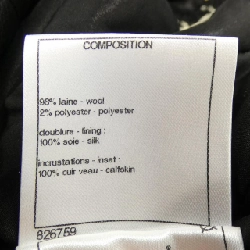 COMPOSITION
98% laine - wool
2% polyester - polyester
doublure - lining :
100% soie - silk
incrustations - inset :
100% cuir veau - calfskin
826759